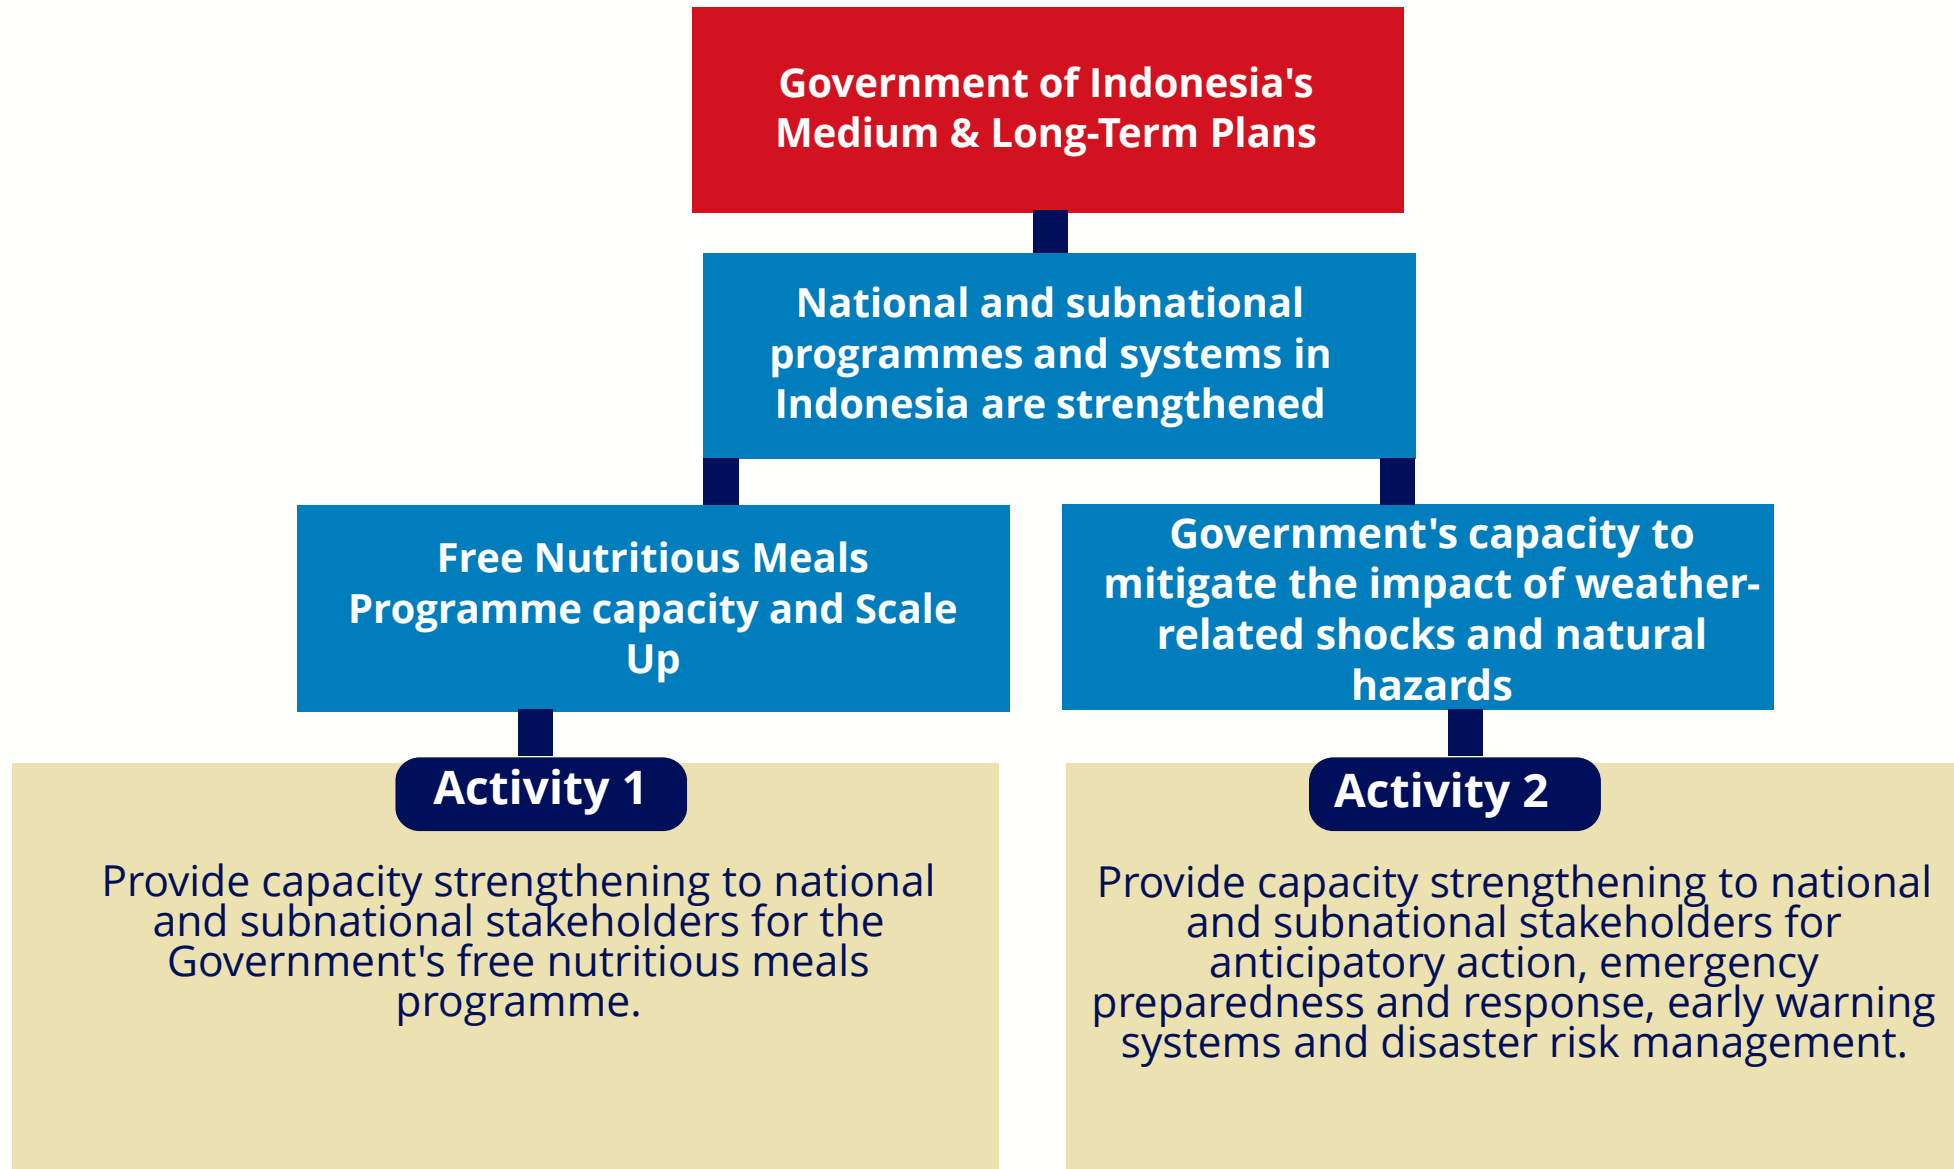 Government of Indonesia's
Medium & Long-Term Plans
National and subnational
programmes and systems in
Indonesia are strengthened
Free Nutritious Meals
Programme capacity and Scale
Up
Government's capacity to
mitigate the impact of weather-
related shocks and natural
hazards
Activity 1
Provide capacity strengthening to national
and subnational stakeholders for the
Government's free nutritious meals
programme.
Activity 2
Provide capacity strengthening to national
and subnational stakeholders for
anticipatory action, emergency
preparedness and response, early warning
systems and disaster risk management.